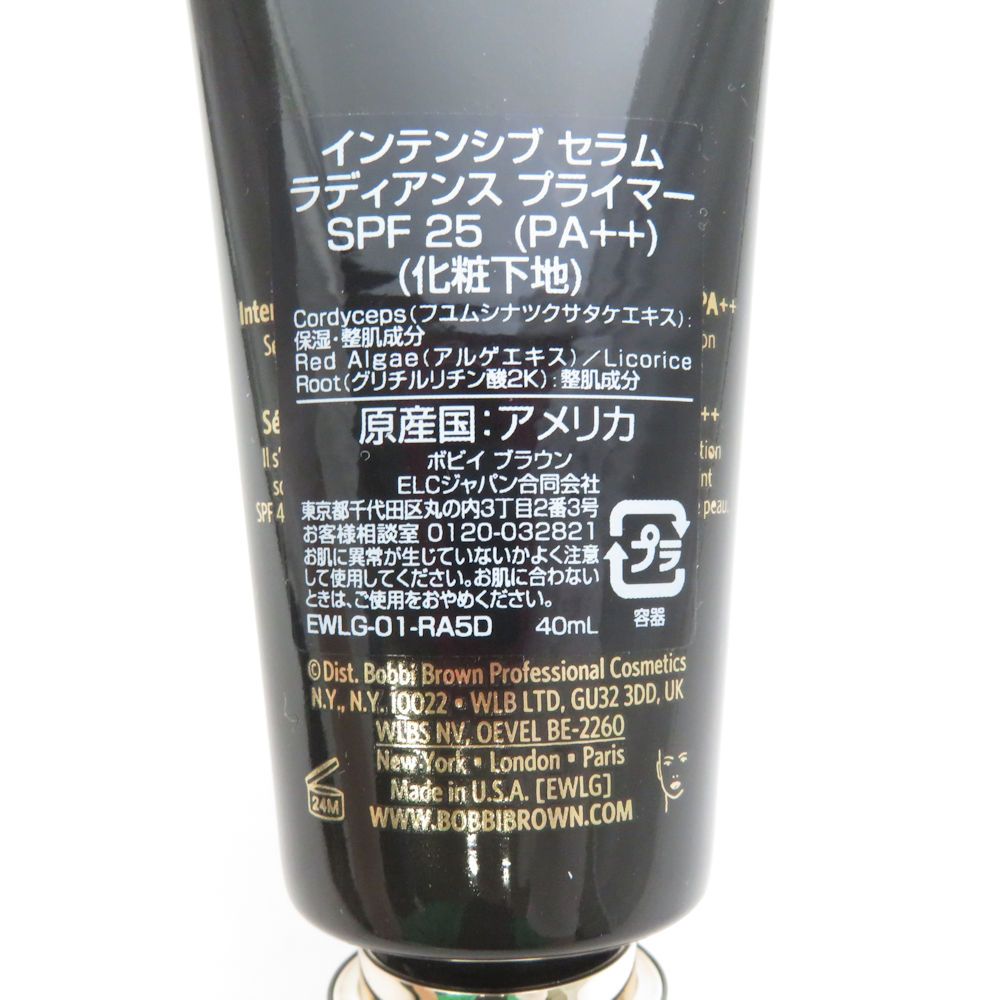 インテンシブ セラム
ラディアンス プライマー
SPF 25 (PA++)
(化粧下地)
Cordyceps(フユムシナツクサタケエキス):
保湿・整肌成分
Red Algae(アルゲエキス)/Licorice
Root(グリチルリチン酸2K):整肌成分
原産国:アメリカ
ボビイ ブラウン
ELCジャパン合同会社
東京都千代田区丸の内3丁目2番3号
お客様相談室 0120-032821
お肌に異常が生じていないかよく注意
して使用してください。お肌に合わない
ときは、ご使用をおやめください。
EWLG-01-RA5D 40mL
プラ
容器
PA++
SPF 4
peau.
©Dist. Bobbi Brown Professional Cosmetics
N.Y., N.Y. 10022 • WLB LTD, GU32 3DD, UK
WLBS NV, OEVEL BE-2260
New York • London • Paris
Made in U.S.A. [EWLG]
WWW.BOBBIBROWN.COM
24M